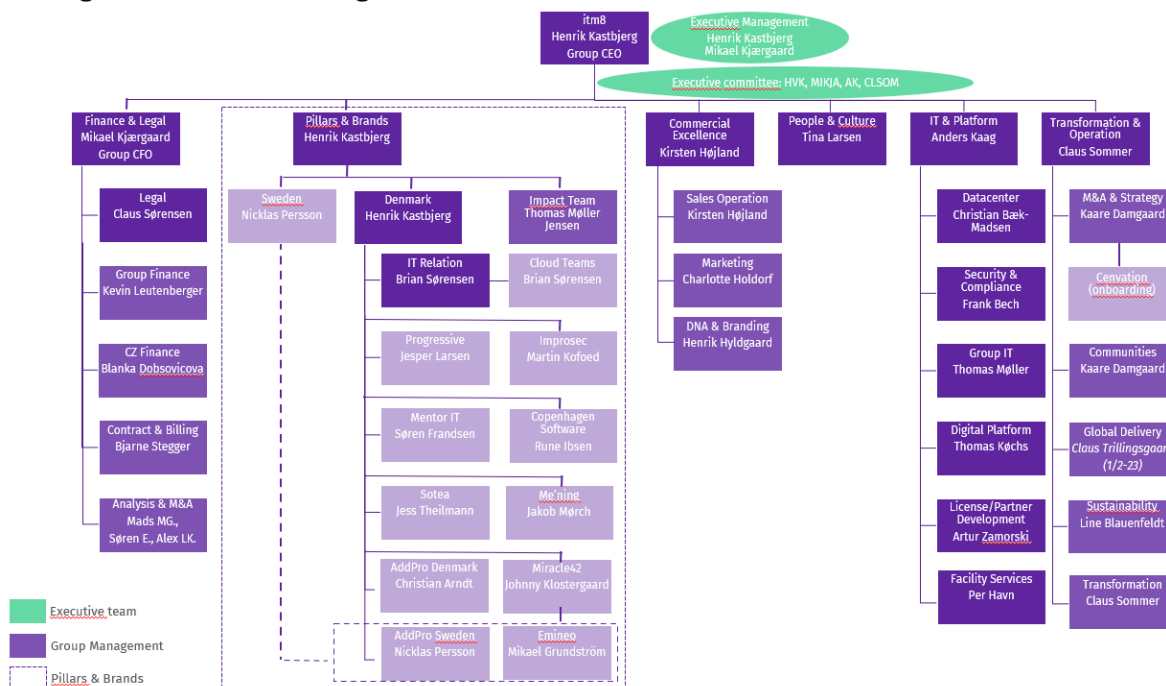 itm8
Henrik Kastbjerg
Group CEO
Executive Management
Henrik Kastbjerg
Mikael Kjærgaard
Executive committee: HVK, MIKJA, AK, CLSOM
Finance & Legal
Mikael Kjærgaard
Group CFO
Pillars & Brands
Henrik Kastbjerg
Commercial
Excellence
Kirsten Højland
People & Culture
Tina Larsen
IT & Platform
Anders Kaag
Transformation &
Operation
Claus Sommer
Legal
Claus Sørensen
Group Finance
Kevin Leutenberger
CZ Finance
Blanka Dobsovicova
Contract & Billing
Bjarne Stegger
Analysis & M&A
Mads MG.,
Søren E., Alex LK.
Sweden
Nicklas Persson
Denmark
Henrik Kastbjerg
Impact Team
Thomas Møller
Jensen
IT Relation
Brian Sørensen
Cloud Teams
Brian Sørensen
Progressive
Jesper Larsen
Improsec
Martin Kofoed
Mentor IT
Søren Frandsen
Copenhagen
Software
Rune Ibsen
Sotea
Jess Theilmann
Me'ning
Jakob Mørch
AddPro Denmark
Christian Arndt
Miracle42
Johnny Klostergaard
AddPro Sweden
Nicklas Persson
Emineo
Mikael Grundström
Sales Operation
Kirsten Højland
Marketing
Charlotte Holdorf
DNA & Branding
Henrik Hyldgaard
Datacenter
Christian Bæk-
Madsen
Security &
Compliance
Frank Bech
Group IT
Thomas Møller
Digital Platform
Thomas Køchs
License/Partner
Development
Artur Zamorski
Facility Services
Per Havn
M&A & Strategy
Kaare Damgaard
Cenvation
(onboarding)
Communities
Kaare Damgaard
Global Delivery
Claus Trillingsgaar
(1/2-23)
Sustainability
Line Blauenfeldt
Transformation
Claus Sommer
Executive team
Group Management
Pillars & Brands